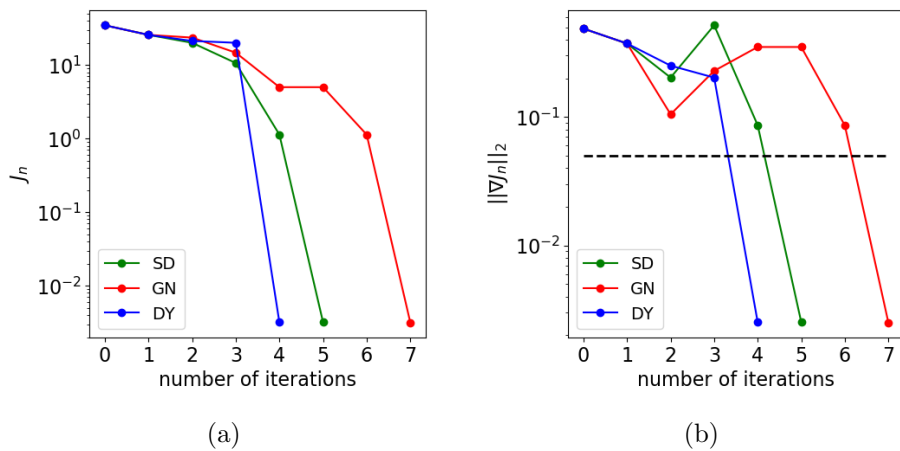 J_n
10^1
10^0
10^{-1}
10^{-2}
SD
GN
DY
0 1 2 3 4 5 6 7
number of iterations
(a)
||∇J_n||_2
10^{-1}
10^{-2}
SD
GN
DY
0 1 2 3 4 5 6 7
number of iterations
(b)